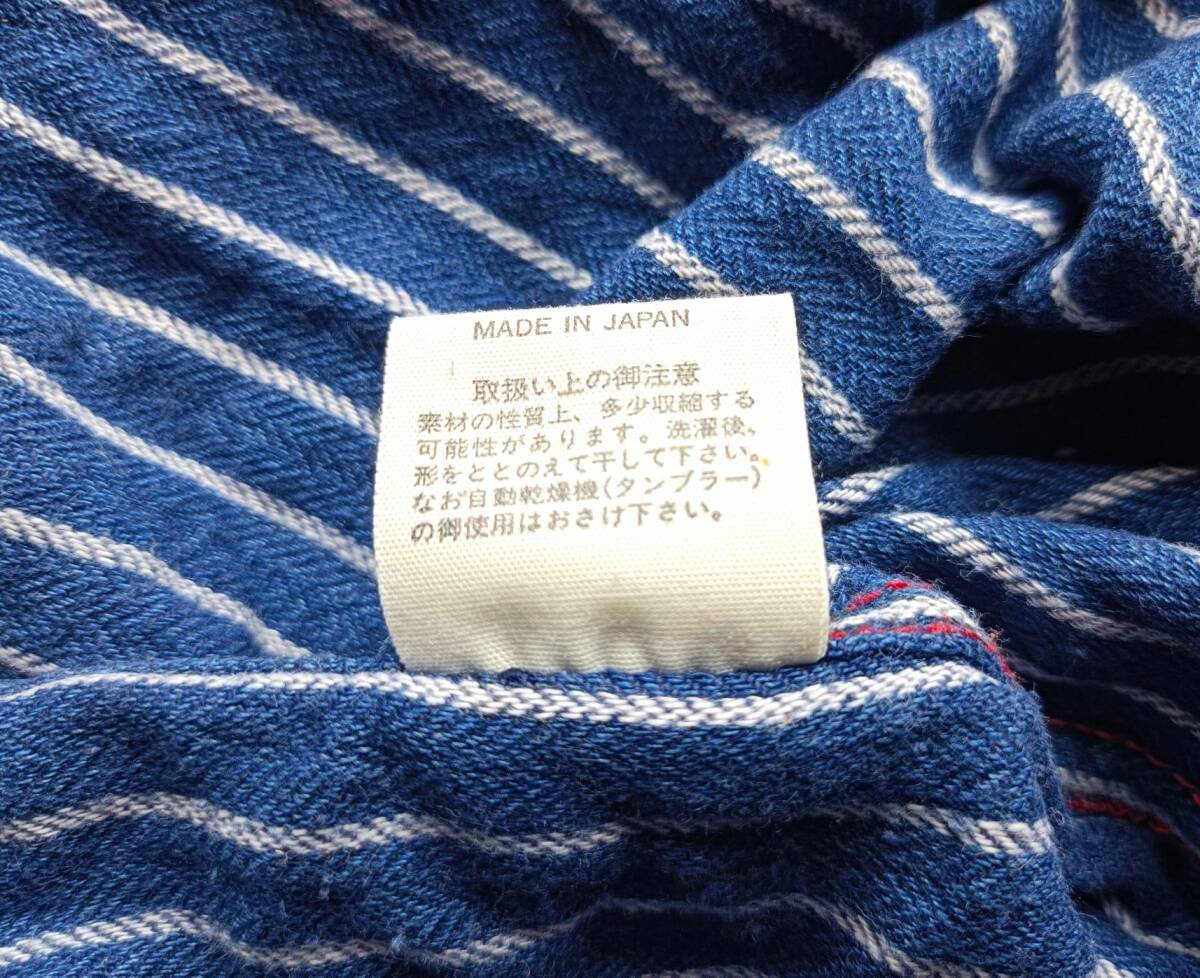 MADE IN JAPAN
取扱い上の御注意
素材の性質上、多少収縮する
可能性があります。洗濯後、
形をととのえて干して下さい。
なお自動乾燥機(タンブラー)
の御使用はおさけ下さい。